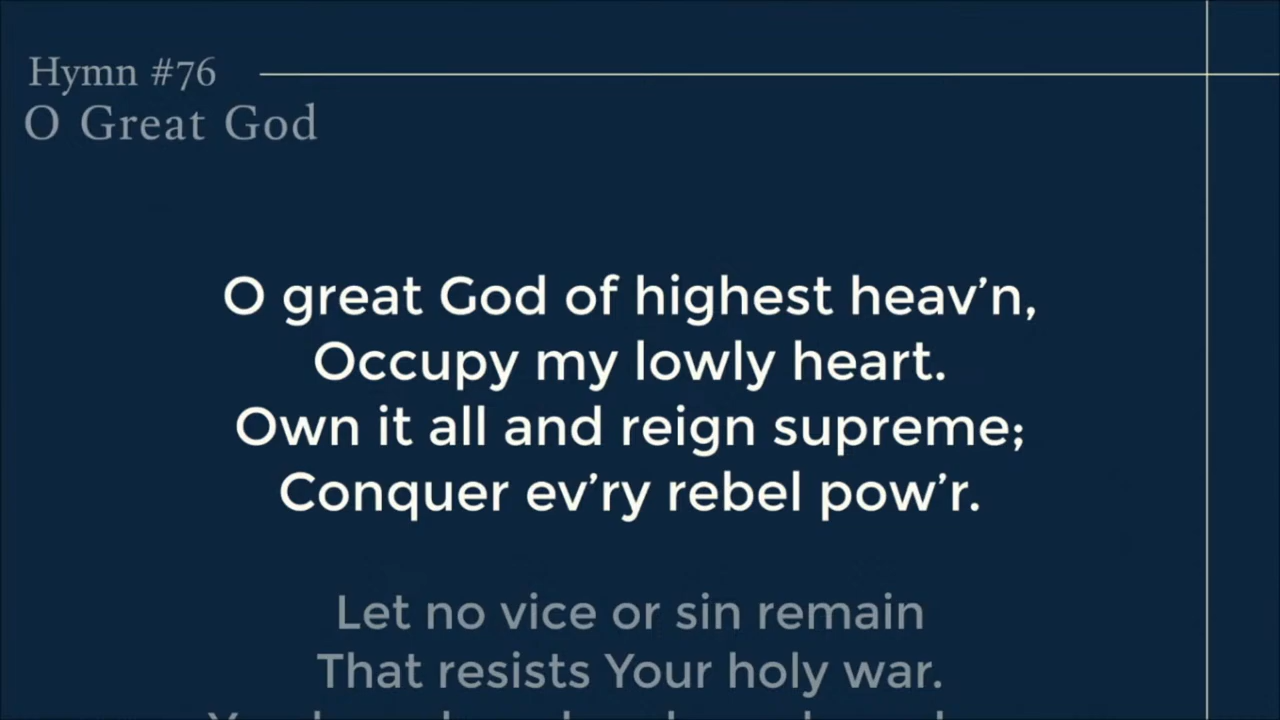 Hymn #76
O Great God
O great God of highest heav’n,
Occupy my lowly heart.
Own it all and reign supreme;
Conquer ev’ry rebel pow’r.
Let no vice or sin remain
That resists Your holy war.